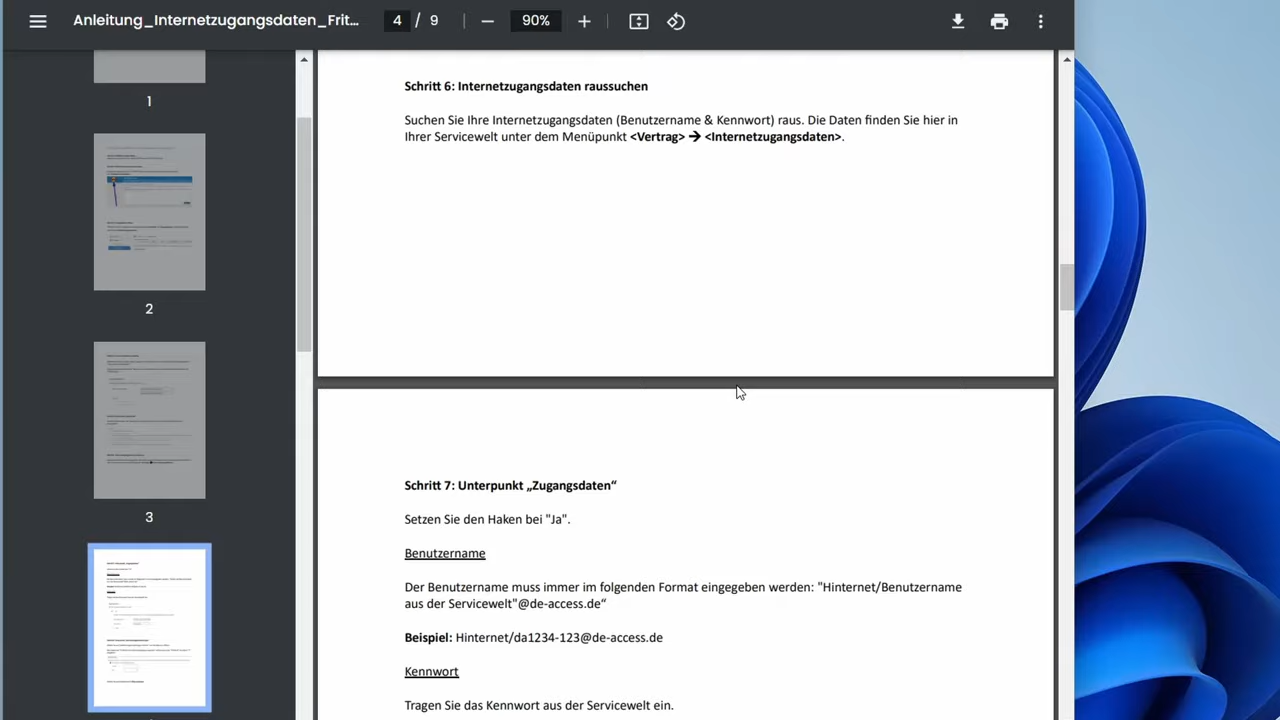 Anleitung_Internetzugangsdaten_Frit...
4 / 9
90%
1
2
3
Schritt 6: Internetzugangsdaten raussuchen
Suchen Sie Ihre Internetzugangsdaten (Benutzername & Kennwort) raus. Die Daten finden Sie hier in
Ihrer Servicewelt unter dem Menüpunkt <Vertrag> → <Internetzugangsdaten>.
Schritt 7: Unterpunkt „Zugangsdaten“
Setzen Sie den Haken bei "Ja".
Benutzername
Der Benutzername muss immer im folgenden Format eingegeben werden: "Hinternet/Benutzername
aus der Servicewelt"@de-access.de“
Beispiel: Hinternet/da1234-123@de-access.de
Kennwort
Tragen Sie das Kennwort aus der Servicewelt ein.